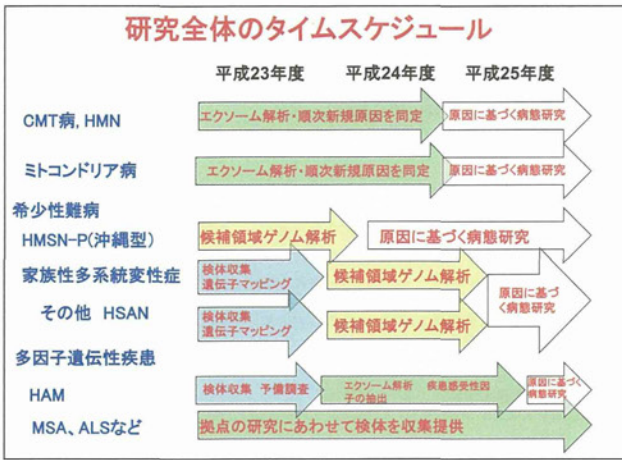 研究全体のタイムスケジュール
平成23年度 平成24年度 平成25年度
CMT病, HMN エクソーム解析・順次新規原因を同定 原因に基づく病態研究
ミトコンドリア病 エクソーム解析・順次新規原因を同定 原因に基づく病態研究
希少性難病
HMSN-P(沖縄型) 候補領域ゲノム解析 原因に基づく病態研究
家族性多系統変性症 検体収集
遺伝子マッピング 候補領域ゲノム解析
原因に基づ
く病態研究
その他 HSAN 検体収集
遺伝子マッピング 候補領域ゲノム解析
多因子遺伝性疾患
HAM 検体収集 予備調査 エクソーム解析 疾患感受性因
子の抽出
原因に基づく
病態研究
MSA、ALSなど 拠点の研究にあわせて検体を収集提供